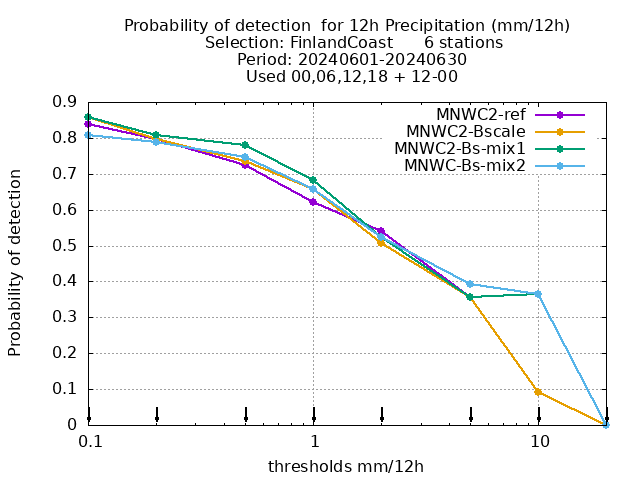 Probability of detection  for 12h Precipitation (mm/12h)
Selection: FinlandCoast      6 stations
Period: 20240601-20240630
Used 00,06,12,18 + 12-00
MNWC2-ref
MNWC2-Bscale
MNWC2-Bs-mix1
MNWC-Bs-mix2
Probability of detection
0.9
0.8
0.7
0.6
0.5
0.4
0.3
0.2
0.1
0
0.1 1 10
thresholds mm/12h